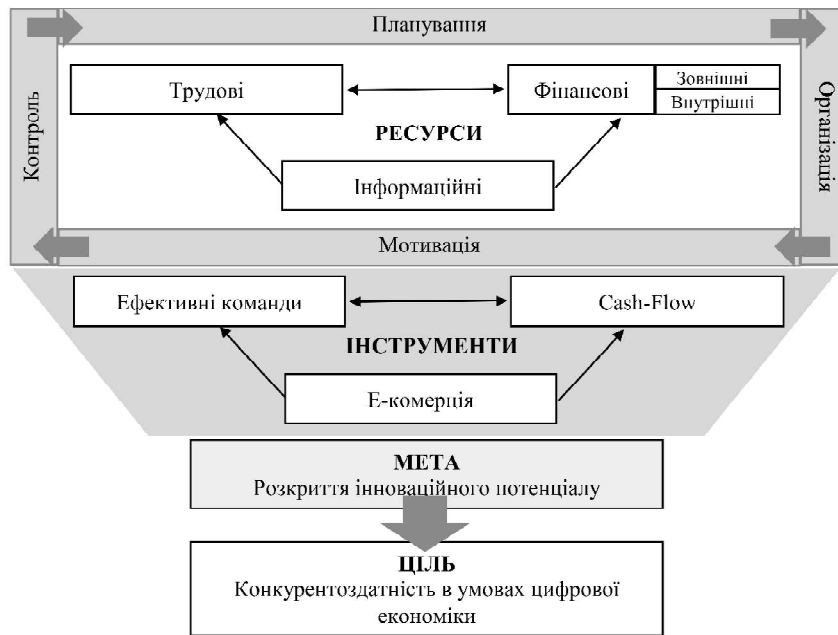 Планування
Контроль
Організація
Трудові
Фінансові
Зовнішні
Внутрішні
РЕСУРСИ
Інформаційні
Мотивація
Ефективні команди
Cash-Flow
ІНСТРУМЕНТИ
Е-комерція
МЕТА
Розкриття інноваційного потенціалу
ЦІЛЬ
Конкурентоздатність в умовах цифрової
економіки